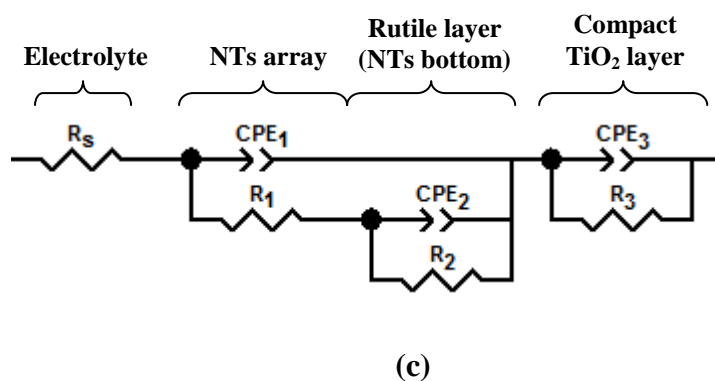 Electrolyte
NTs array
Rutile layer
(NTs bottom)
Compact
TiO₂ layer
Rₛ
CPE₁
R₁
CPE₂
R₂
CPE₃
R₃
(c)